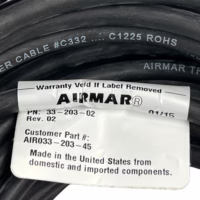 ER CABLE #C332 ... C1225 ROHS
AIRMAR T
Warranty Void If Label Removed
AIRMAR®
PN: 33-203-02 01/15
Rev. 02
Customer Part #:
AIR033-203-45
Made in the United States from
domestic and imported components.